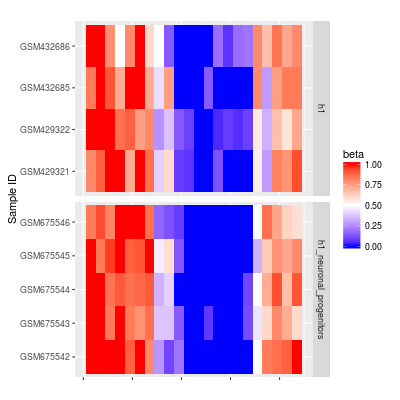 GSM432686
GSM432685
GSM429322
GSM429321
h1
GSM675546
GSM675545
GSM675544
GSM675543
GSM675542
h1_neuronal_progenitors
Sample ID
beta
1.00
0.75
0.50
0.25
0.00